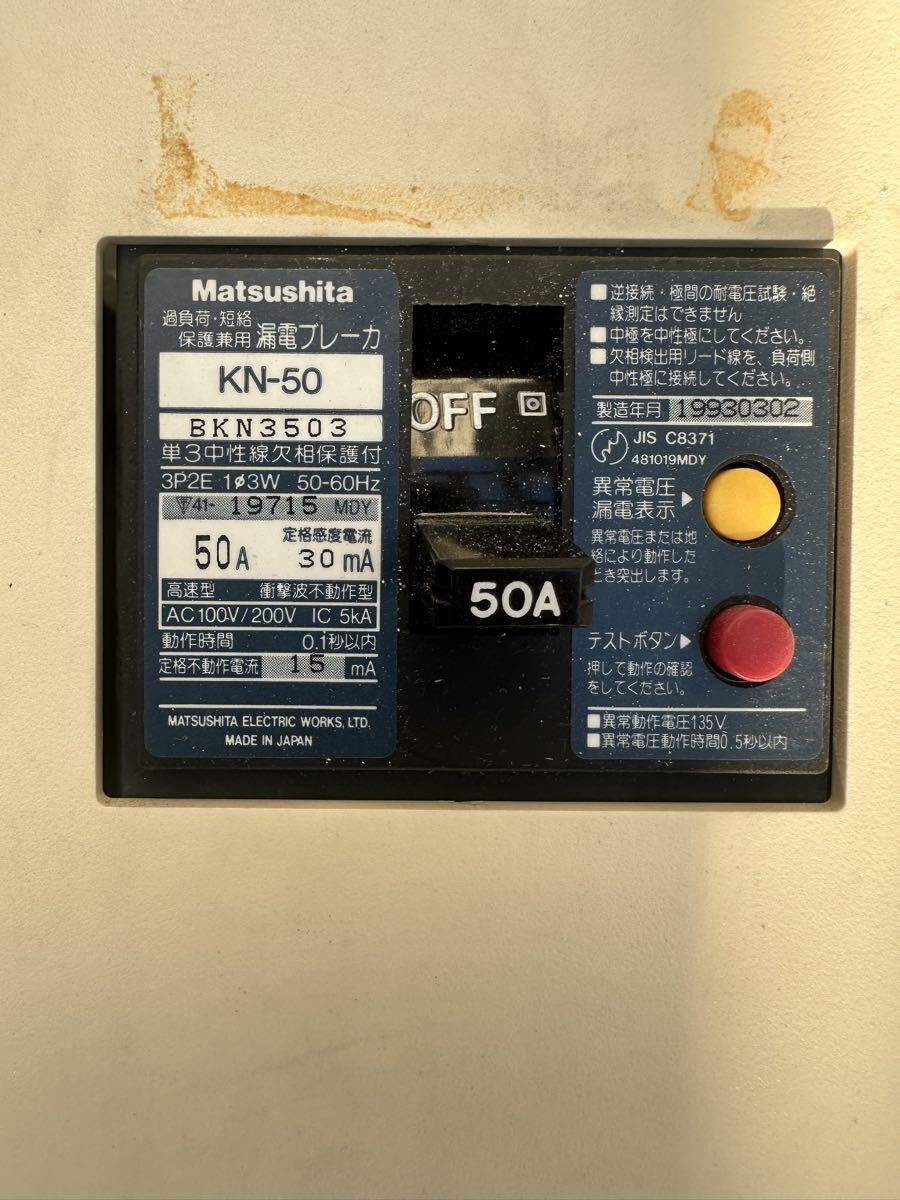 Matsushita
過負荷・短絡
保護兼用 漏電ブレーカ
KN-50
BKN3503
単3中性線欠相保護付
3P2E 1φ3W 50-60Hz
41- 19715 MDY
50A
定格感度電流
30mA
高速型 衝撃波不動作型
AC100V/200V IC 5kA
動作時間 0.1秒以内
定格不動作電流 15 mA
MATSUSHITA ELECTRIC WORKS, LTD.
MADE IN JAPAN
OFF
50A
■逆接続・極間の耐電圧試験・絶
縁測定はできません
■中極を中性極にしてください。
■欠相検出用リード線を、負荷側
中性極に接続してください。
製造年月 19930302
JIS C8371
481019MDY
異常電圧
漏電表示▶
異常電圧または地
絡により動作した
とき突出します。
テストボタン▶
押して動作の確認
をしてください。
■異常動作電圧135V
■異常電圧動作時間0.5秒以内